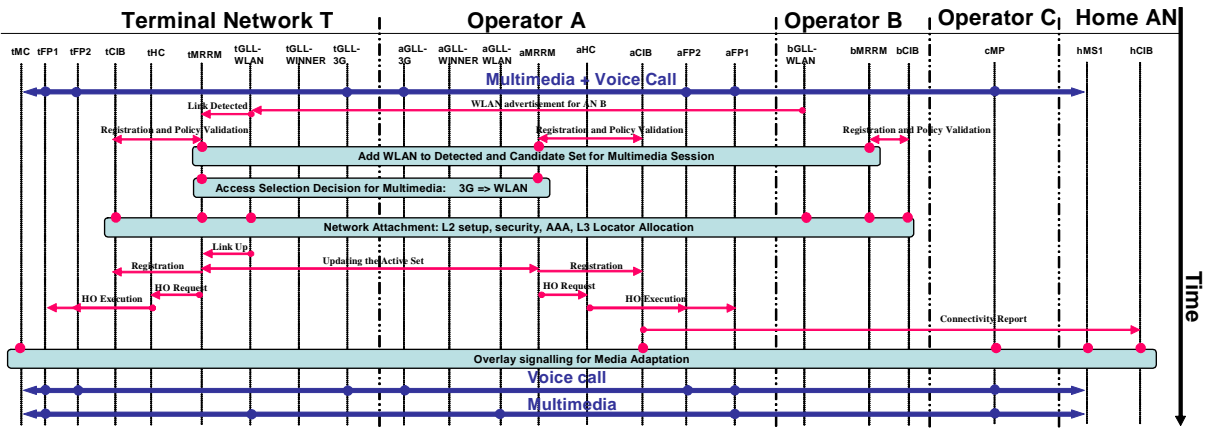 Terminal Network T Operator A Operator B Operator C Home AN
tMC tFP1 tFP2 tCIB tHC tMRRM tGLL-WLAN tGLL-WINNER tGLL-3G aGLL-3G aGLL-WINNER aGLL-WLAN aMRRM aHC aCIB aFP2 aFP1 bGLL-WLAN bMRRM bCIB cMP hMS1 hCIB
Multimedia + Voice Call
Link Detected WLAN advertisement for AN B
Registration and Policy Validation Registration and Policy Validation Registration and Policy Validation
Add WLAN to Detected and Candidate Set for Multimedia Session
Access Selection Decision for Multimedia: 3G => WLAN
Network Attachment: L2 setup, security, AAA, L3 Locator Allocation
Link Up
Registration Updating the Active Set Registration
HO Request HO Request
HO Execution HO Execution
Connectivity Report
Overlay signalling for Media Adaptation
Voice call
Multimedia
Time